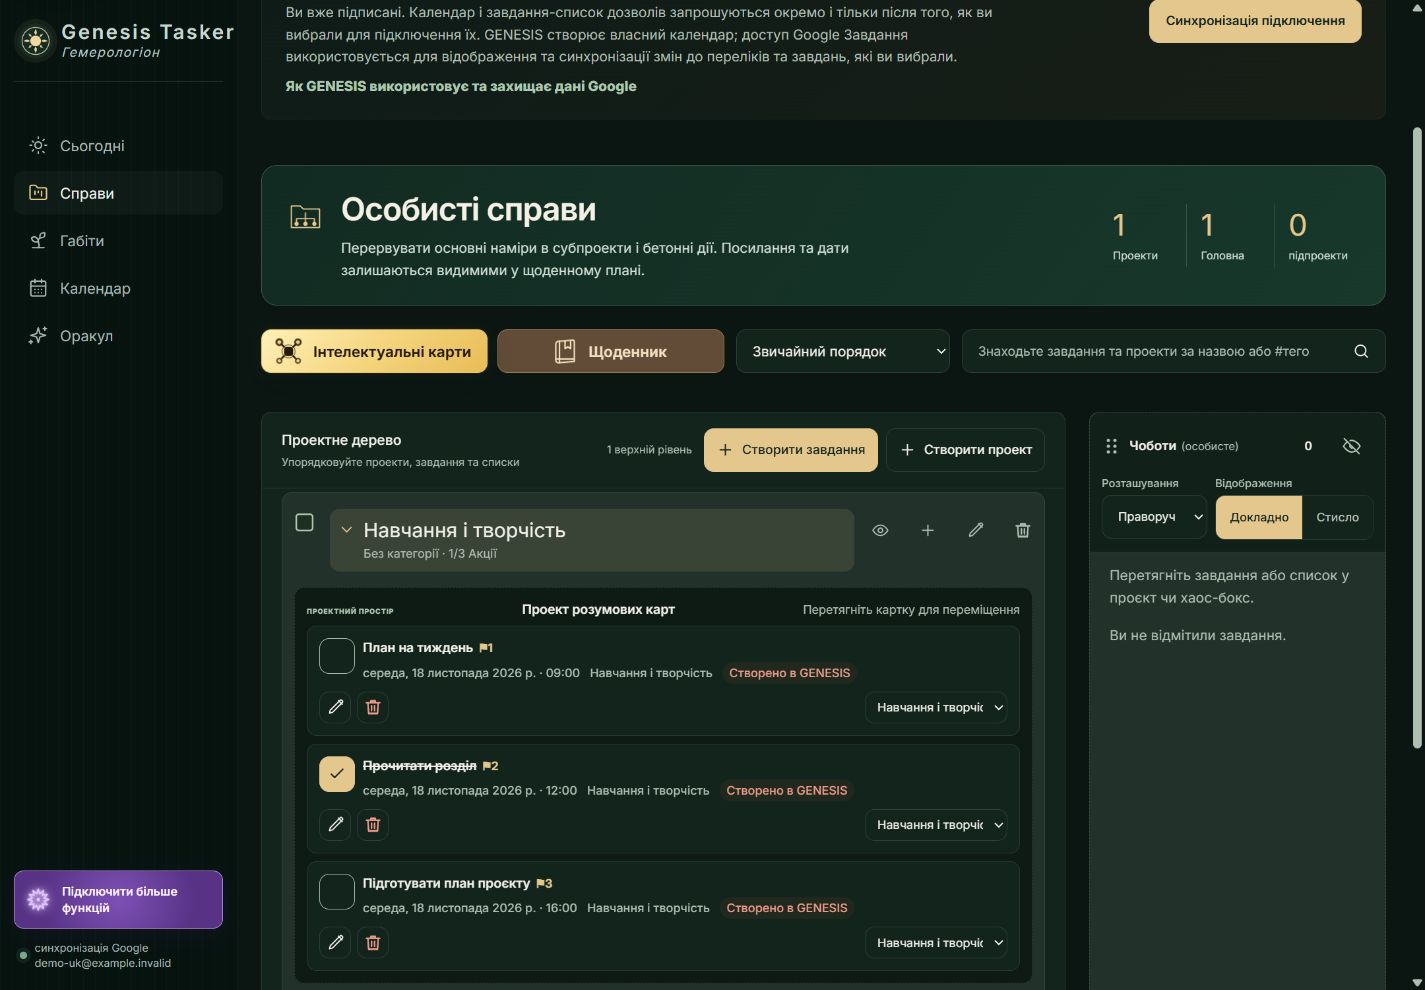 Genesis Tasker
Гемерологіон
Сьогодні
Справи
Габіти
Календар
Оракул
Підключити більше
функцій
синхронізація Google
demo-uk@example.invalid
Ви вже підписані. Календар і завдання-список дозволів запрошуються окремо і тільки після того, як ви
вибрали для підключення їх. GENESIS створює власний календар; доступ Google Завдання
використовується для відображення та синхронізації змін до переліків та завдань, які ви вибрали.
Як GENESIS використовує та захищає дані Google
Синхронізація підключення
Особисті справи
Перервувати основні наміри в субпроекти і бетонні дії. Посилання та дати
залишаються видимими у щоденному плані.
1
Проекти
1
Головна
0
підпроекти
Інтелектуальні карти
Щоденник
Звичайний порядок
Знаходьте завдання та проекти за назвою або #тего
Проектне дерево
Упорядковуйте проекти, завдання та списки
1 верхній рівень
Створити завдання
Створити проект
Навчання і творчість
Без категорії · 1/3 Акції
ПРОЕКТНИЙ ПРОСТІР
Проект розумових карт
Перетягніть картку для переміщення
План на тиждень 1
середа, 18 листопада 2026 р. · 09:00 Навчання і творчість Створено в GENESIS
Навчання і творчіс
Прочитати розділ 2
середа, 18 листопада 2026 р. · 12:00 Навчання і творчість Створено в GENESIS
Навчання і творчіс
Підготувати план проєкту 3
середа, 18 листопада 2026 р. · 16:00 Навчання і творчість Створено в GENESIS
Навчання і творчіс
Чоботи (особисте)
0
Розташування
Відображення
Праворуч
Докладно
Стисло
Перетягніть завдання або список у
проєкт чи хаос-бокс.
Ви не відмітили завдання.